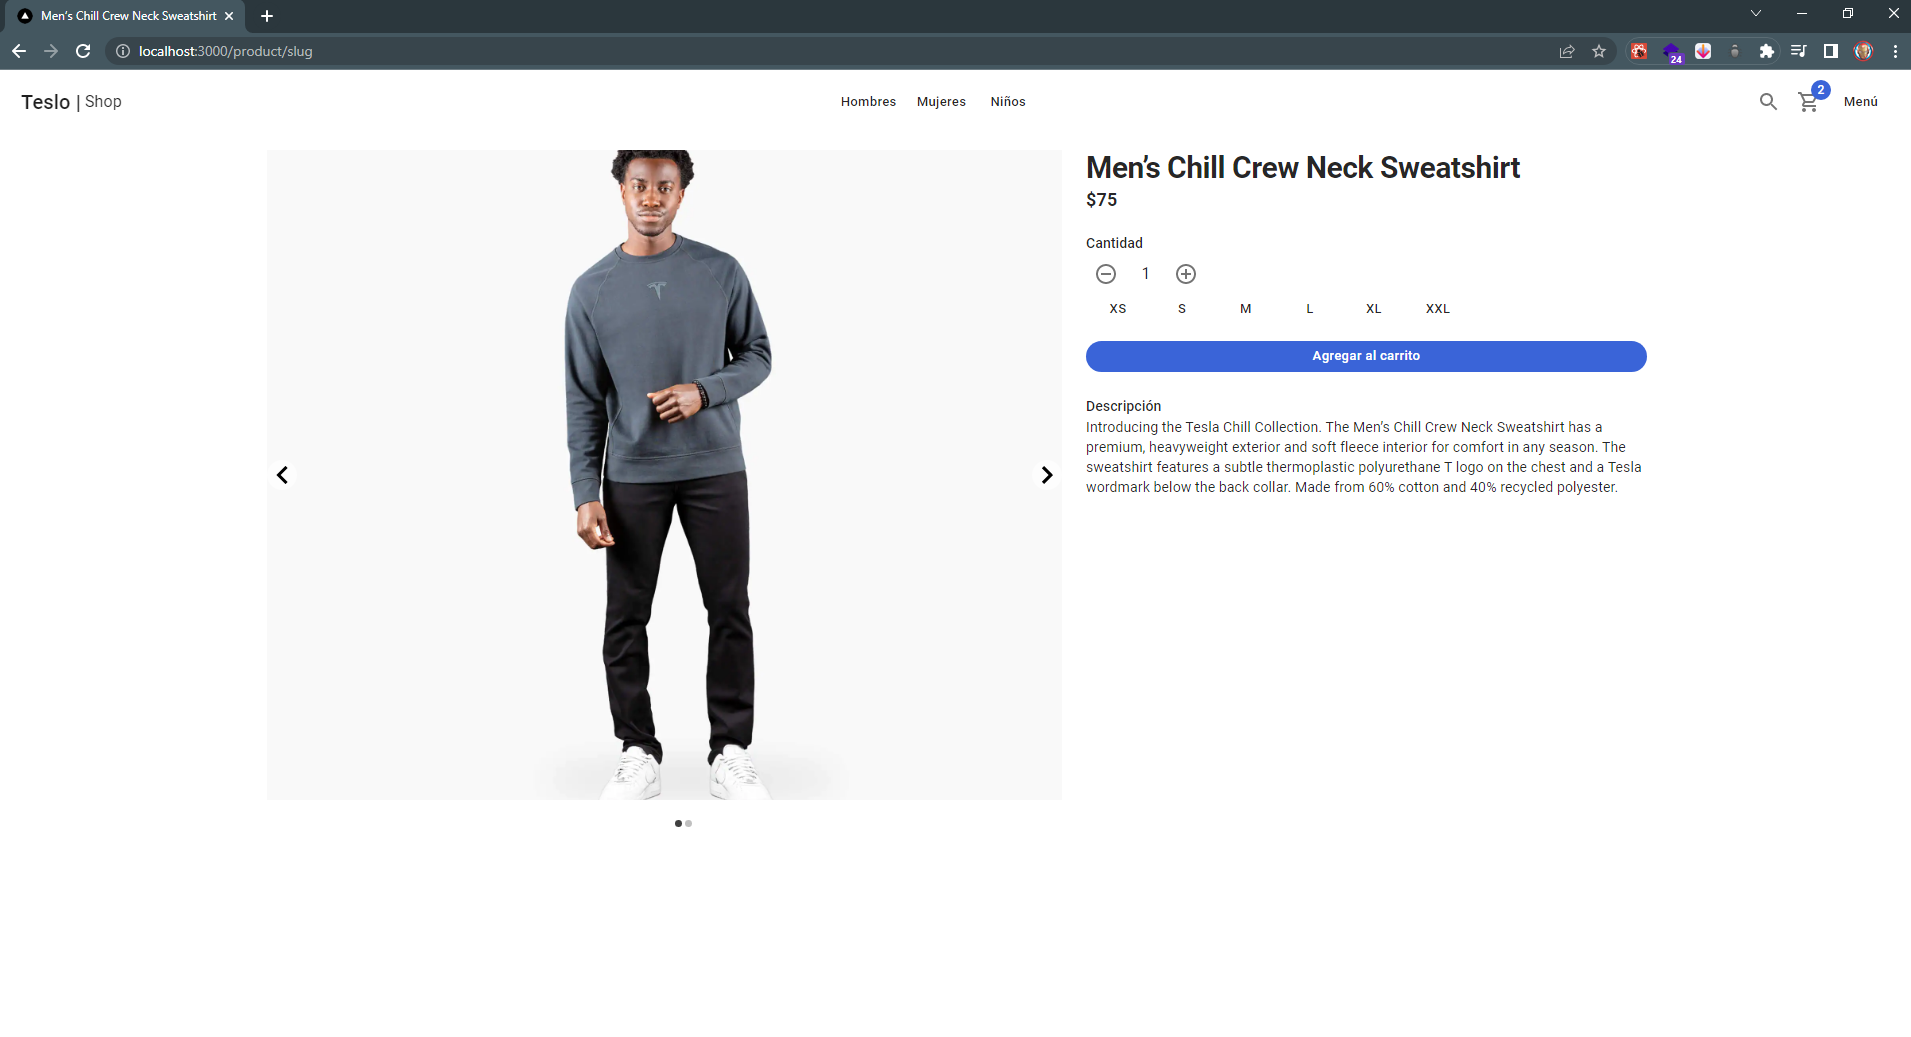 Men's Chill Crew Neck Sweatshirt
localhost:3000/product/slug
24
Teslo | Shop
Hombres Mujeres Niños
2
Menú
Men’s Chill Crew Neck Sweatshirt
$75
Cantidad
1
XS S M L XL XXL
Agregar al carrito
Descripción
Introducing the Tesla Chill Collection. The Men’s Chill Crew Neck Sweatshirt has a
premium, heavyweight exterior and soft fleece interior for comfort in any season. The
sweatshirt features a subtle thermoplastic polyurethane T logo on the chest and a Tesla
wordmark below the back collar. Made from 60% cotton and 40% recycled polyester.